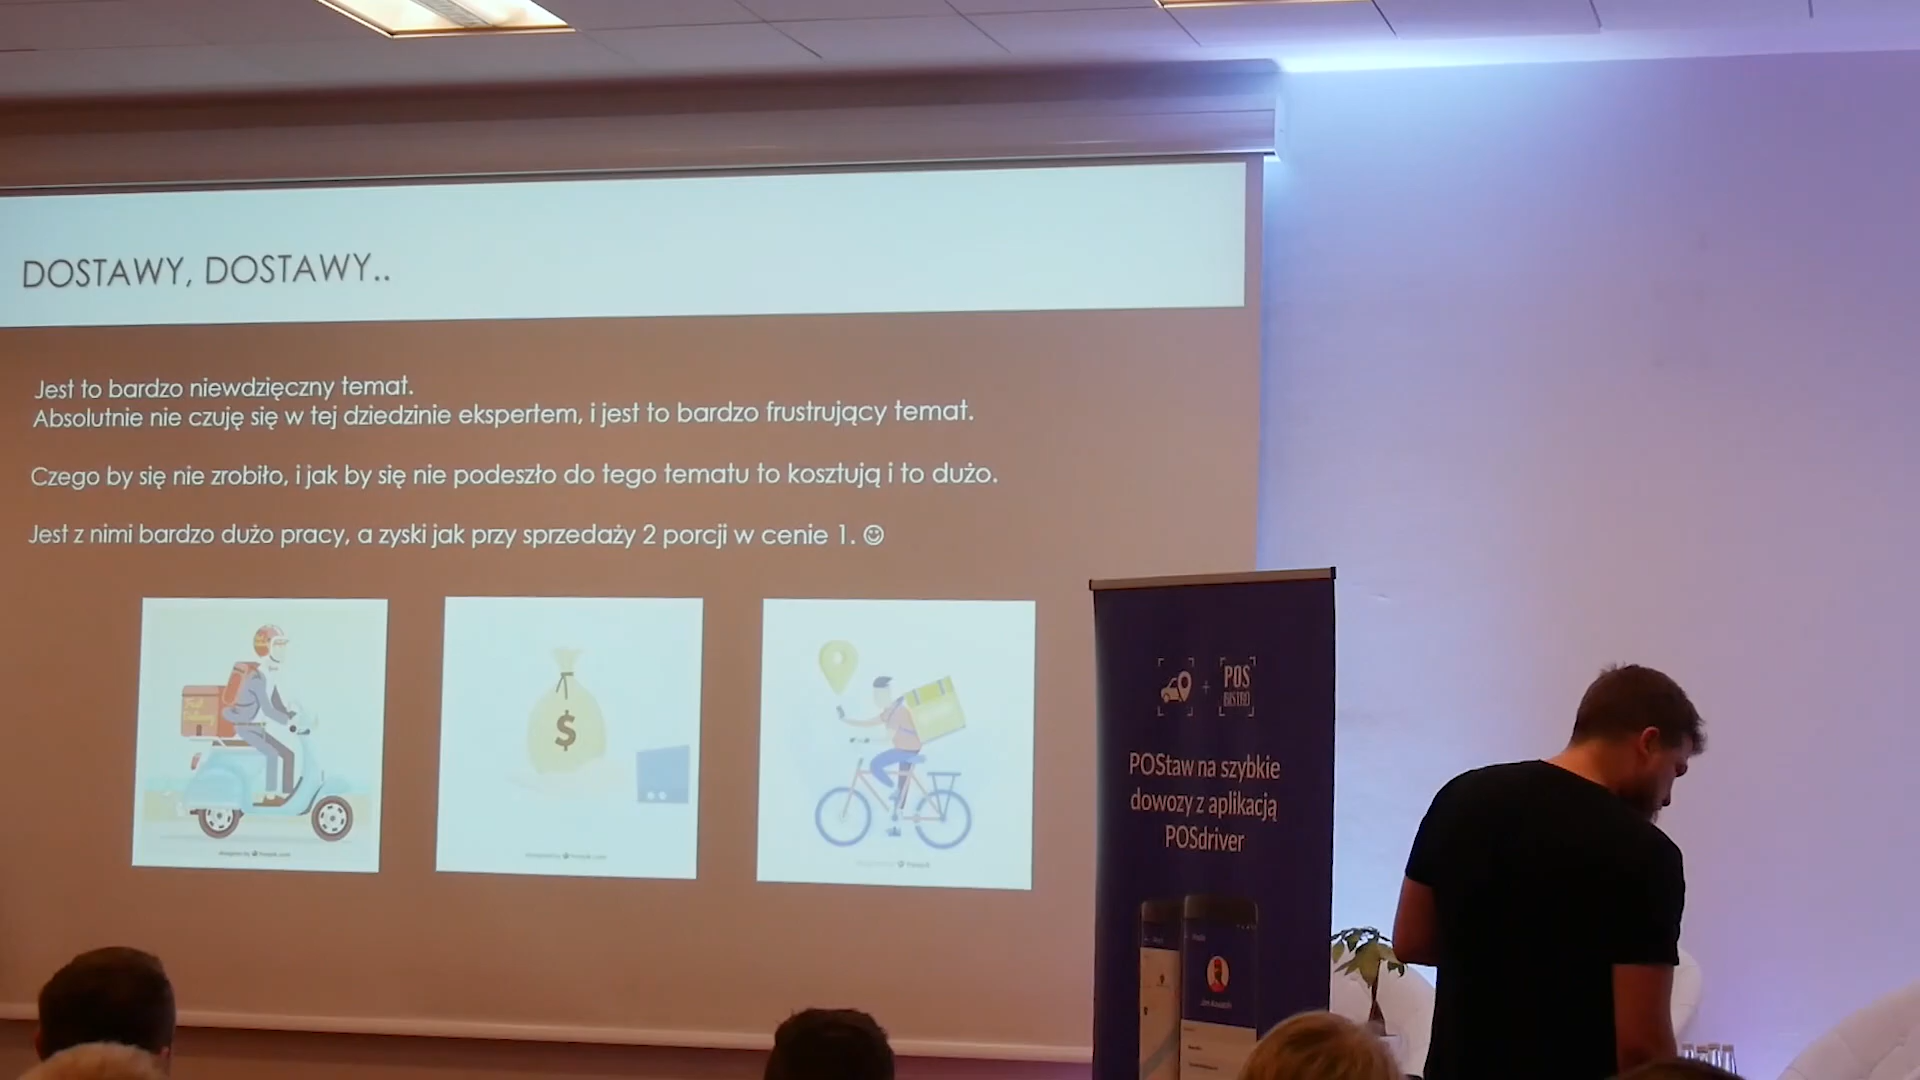 DOSTAWY, DOSTAWY..
Jest to bardzo niewdzięczny temat.
Absolutnie nie czuję się w tej dziedzinie ekspertem, i jest to bardzo frustrujący temat.
Czego by się nie zrobiło, i jak by się nie podeszło do tego tematu to kosztują i to dużo.
Jest z nimi bardzo dużo pracy, a zyski jak przy sprzedaży 2 porcji w cenie 1. ☺
$
+
POS
BISTRO
POStaw na szybkie
dowozy z aplikacją
POSdriver